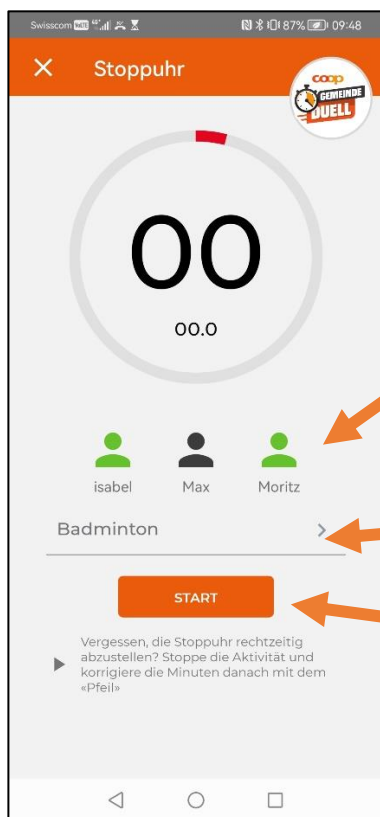 Swisscom VoLTE 87% 09:48
Stoppuhr
coop
GEMEINDE
DUELL
00
00.0
isabel Max Moritz
Badminton
START
Vergessen, die Stoppuhr rechtzeitig
abzustellen? Stoppe die Aktivität und
korrigiere die Minuten danach mit dem
«Pfeil»